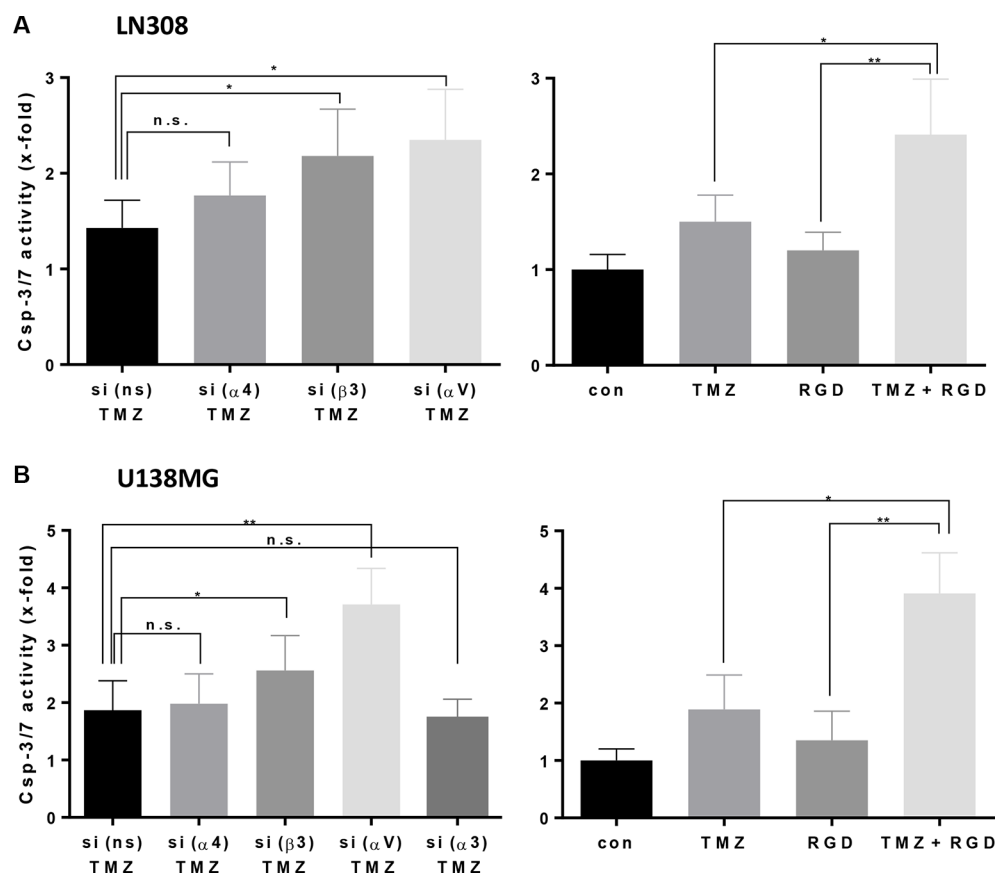 A
LN308
Csp-3/7 activity (x-fold)
3
2
1
0
*
*
n.s.
si (ns) si (α4) si (β3) si (αV)
TMZ TMZ TMZ TMZ
3
2
1
0
*
**
con TMZ RGD TMZ + RGD
B
U138MG
Csp-3/7 activity (x-fold)
5
4
3
2
1
0
**
n.s.
*
n.s.
si (ns) si (α4) si (β3) si (αV) si (α3)
TMZ TMZ TMZ TMZ TMZ
5
4
3
2
1
0
*
**
con TMZ RGD TMZ + RGD